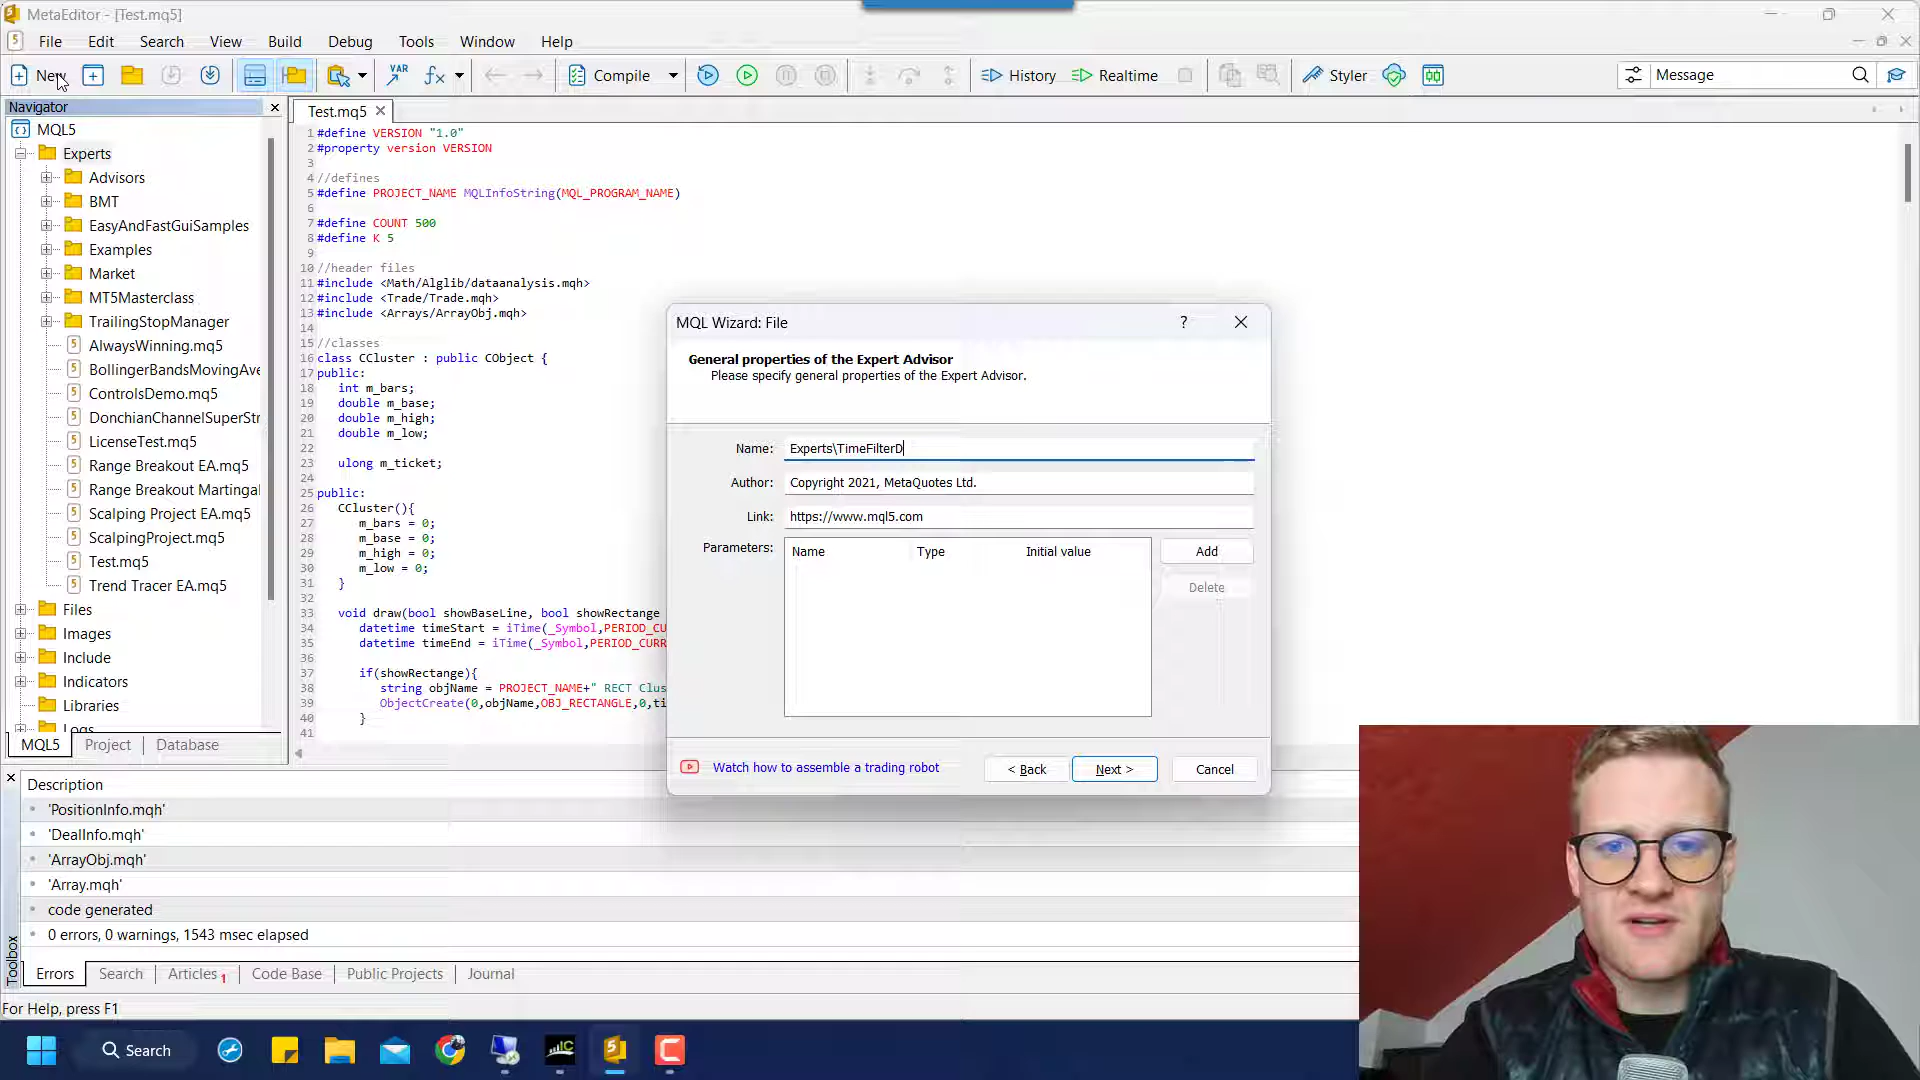 MetaEditor - [Test.mq5]
File Edit Search View Build Debug Tools Window Help
New
VAR
fx
Compile
History
Realtime
Styler
Message
Navigator
MQL5
Experts
Advisors
BMT
EasyAndFastGuiSamples
Examples
Market
MT5Masterclass
TrailingStopManager
AlwaysWinning.mq5
BollingerBandsMovingAve
ControlsDemo.mq5
DonchianChannelSuperStr
LicenseTest.mq5
Range Breakout EA.mq5
Range Breakout Martinga
Scalping Project EA.mq5
ScalpingProject.mq5
Test.mq5
Trend Tracer EA.mq5
Files
Images
Include
Indicators
Libraries
Logs
MQL5 Project Database
Test.mq5
1 #define VERSION "1.0"
2 #property version VERSION
3
4 //defines
5 #define PROJECT_NAME MQLInfoString(MQL_PROGRAM_NAME)
6
7 #define COUNT 500
8 #define K 5
9
10 //header files
11 #include <Math/Alglib/dataanalysis.mqh>
12 #include <Trade/Trade.mqh>
13 #include <Arrays/ArrayObj.mqh>
14
15 //classes
16 class CCluster : public CObject {
17 public:
18 int m_bars;
19 double m_base;
20 double m_high;
21 double m_low;
22
23 ulong m_ticket;
24
25 public:
26 CCluster(){
27 m_bars = 0;
28 m_base = 0;
29 m_high = 0;
30 m_low = 0;
31 }
32
33 void draw(bool showBaseLine, bool showRectange
34 datetime timeStart = iTime(_Symbol,PERIOD_CU
35 datetime timeEnd = iTime(_Symbol,PERIOD_CURR
36
37 if(showRectange){
38 string objName = PROJECT_NAME+" RECT Clus
39 ObjectCreate(0,objName,OBJ_RECTANGLE,0,ti
40 }
41
MQL Wizard: File
?
General properties of the Expert Advisor
Please specify general properties of the Expert Advisor.
Name: Experts\TimeFilterD
Author: Copyright 2021, MetaQuotes Ltd.
Link: https://www.mql5.com
Parameters: Name Type Initial value
Add
Delete
Watch how to assemble a trading robot
< Back Next > Cancel
Toolbox
Description
'PositionInfo.mqh'
'DealInfo.mqh'
'ArrayObj.mqh'
'Array.mqh'
code generated
0 errors, 0 warnings, 1543 msec elapsed
Errors Search Articles 1 Code Base Public Projects Journal
For Help, press F1
Search